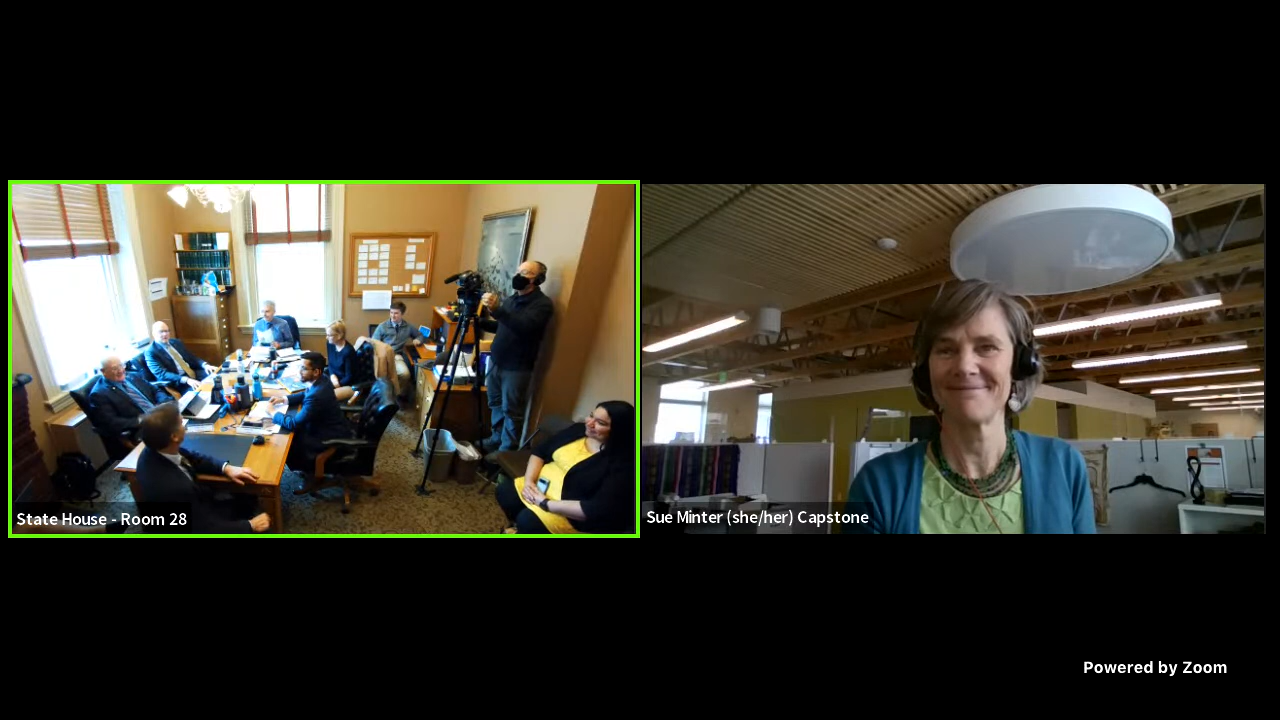 State House - Room 28
Sue Minter (she/her) Capstone
Powered by Zoom